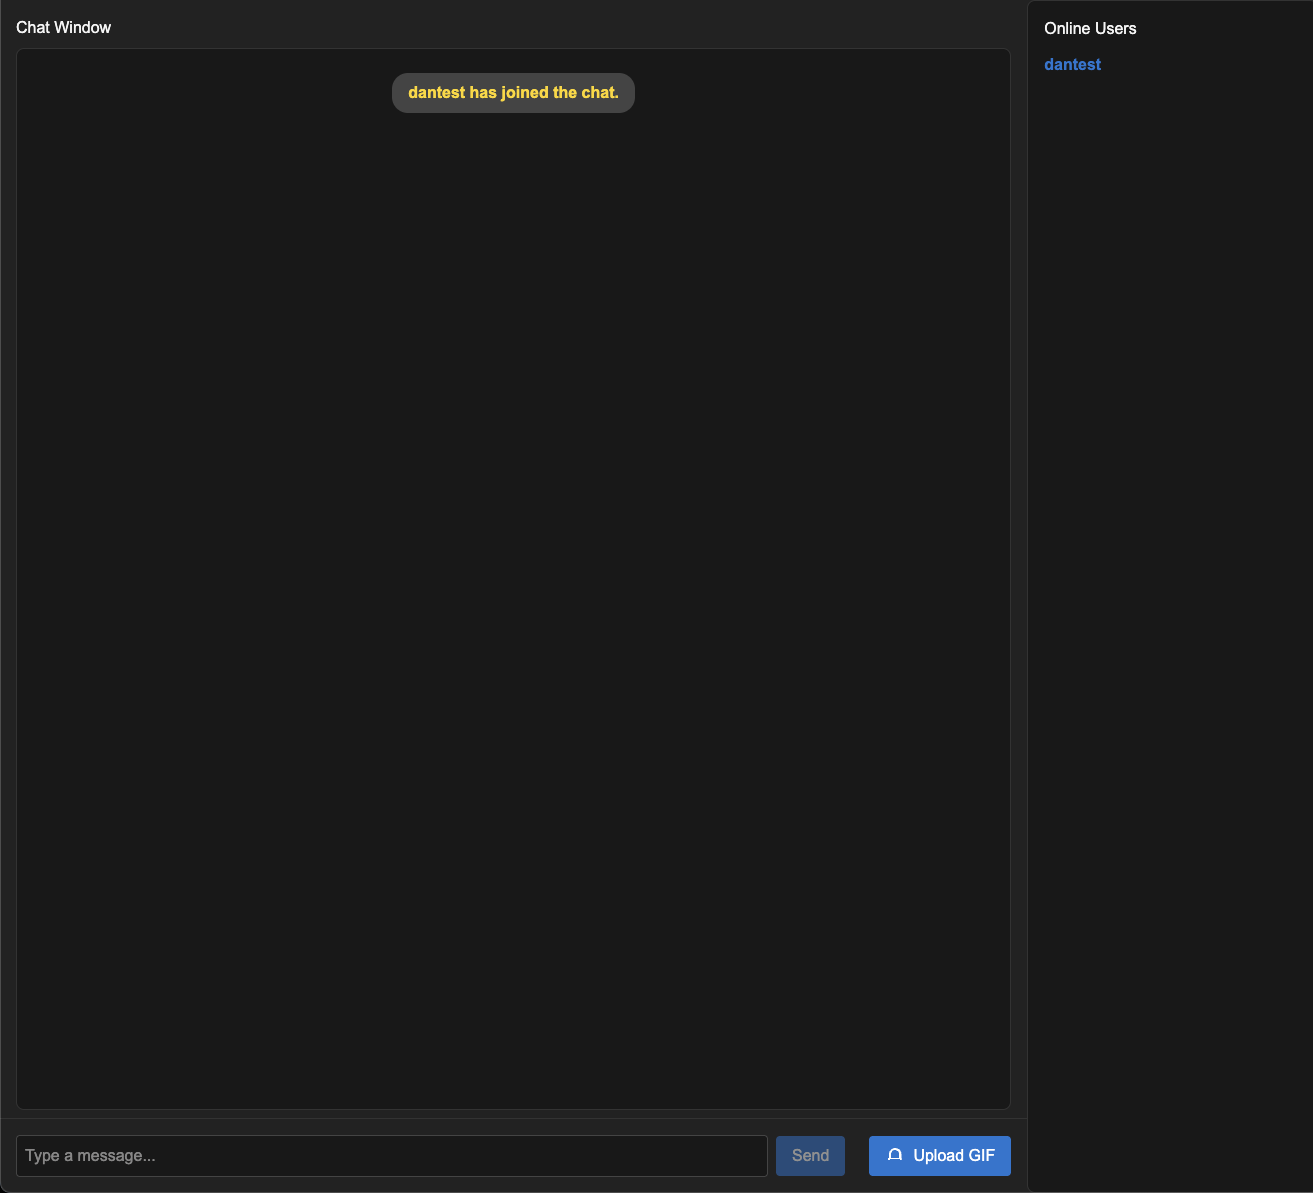 Chat Window
dantest has joined the chat.
Type a message...
Send
Upload GIF
Online Users
dantest